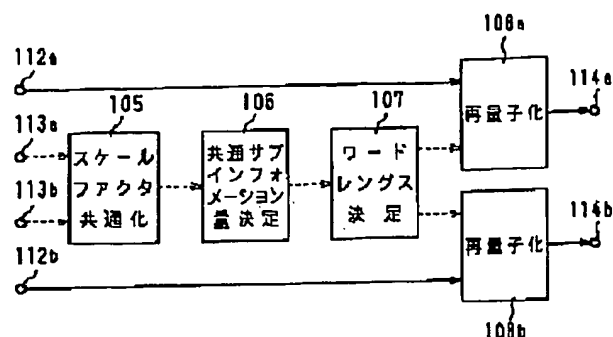 108a
112a
114a
105
106
107
113a
再量子化
スケール
ファクタ
共通化
共通サブ
インフォ
メーション
量決定
ワード
レングス
決定
113b
114b
再量子化
112b
108b